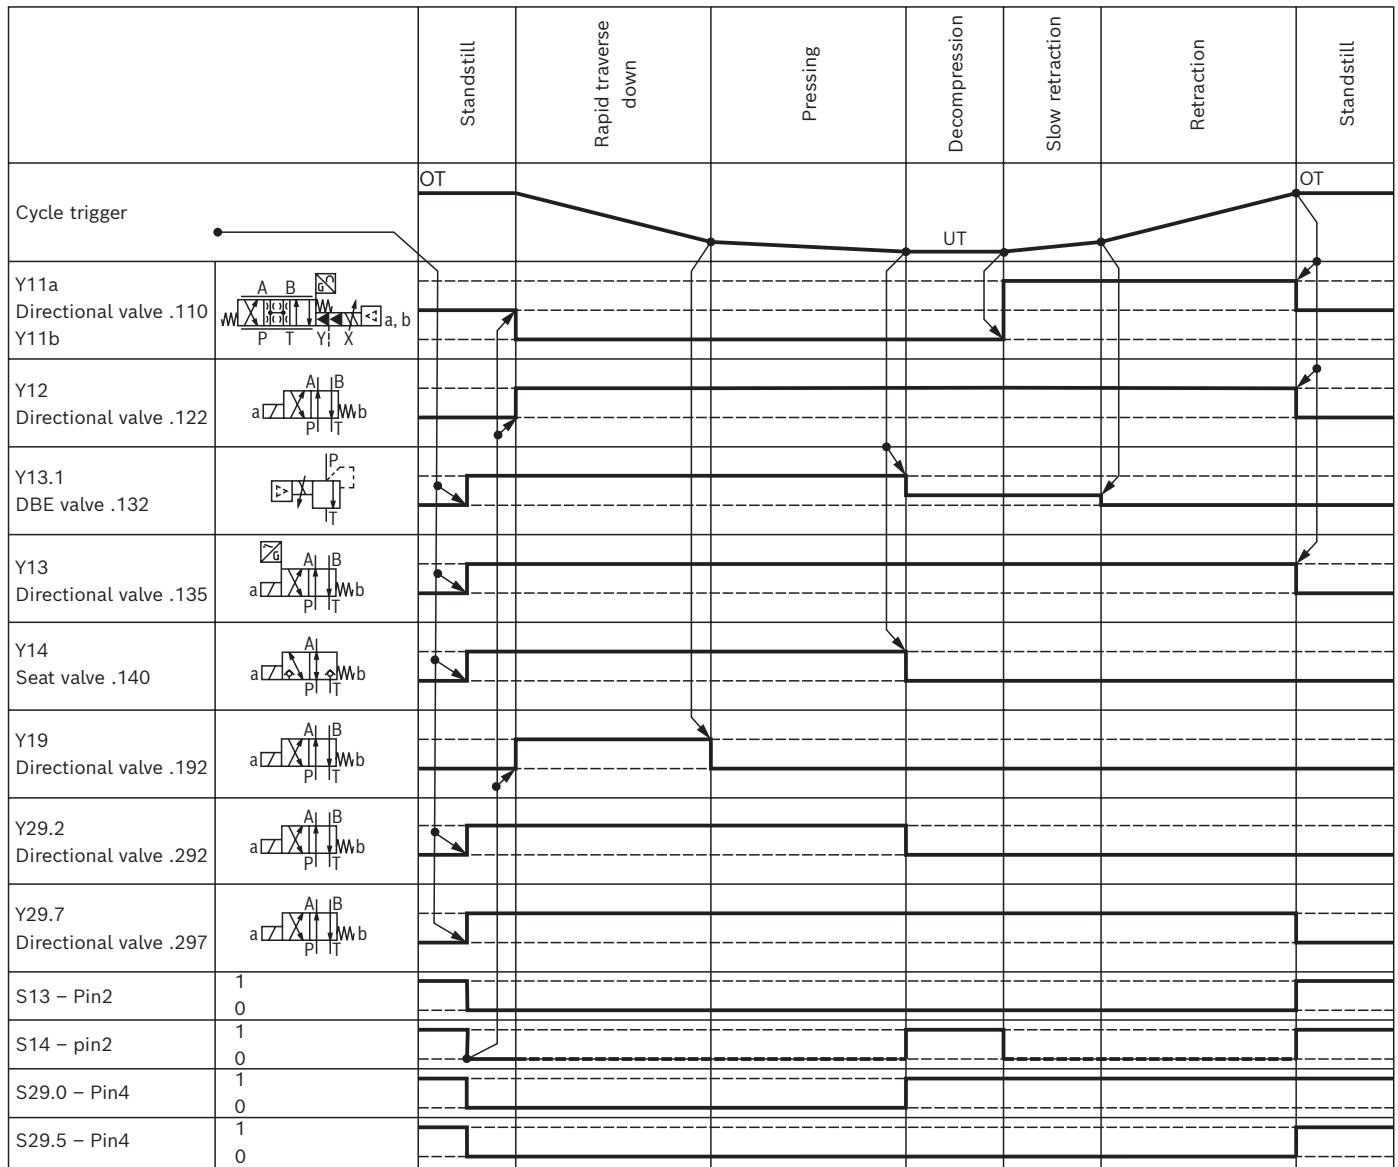 Standstill
Rapid traverse
down
Pressing
Decompression
Slow retraction
Retraction
Standstill
Cycle trigger
OT
UT
OT
Y11a
Directional valve .110
Y11b
A B
P T Y X
a, b
Y12
Directional valve .122
A B
a b
P T
Y13.1
DBE valve .132
P
T
Y13
Directional valve .135
A B
a b
P T
Y14
Seat valve .140
A
a b
P T
Y19
Directional valve .192
A B
a b
P T
Y29.2
Directional valve .292
A B
a b
P T
Y29.7
Directional valve .297
A B
a b
P T
S13 – Pin2
1
0
S14 – pin2
1
0
S29.0 – Pin4
1
0
S29.5 – Pin4
1
0